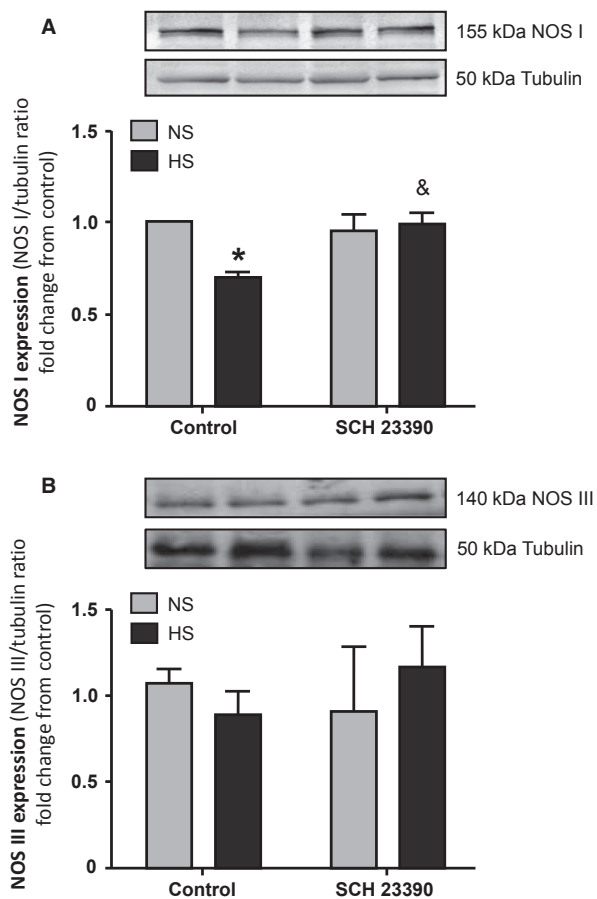 A
155 kDa NOS I
50 kDa Tubulin
NOS I expression (NOS I/tubulin ratio
fold change from control)
1.5
1.0
0.5
0
NS
HS
*
&
Control
SCH 23390
B
140 kDa NOS III
50 kDa Tubulin
NOS III expression (NOS III/tubulin ratio
fold change from control)
1.5
1.0
0.5
0
NS
HS
Control
SCH 23390